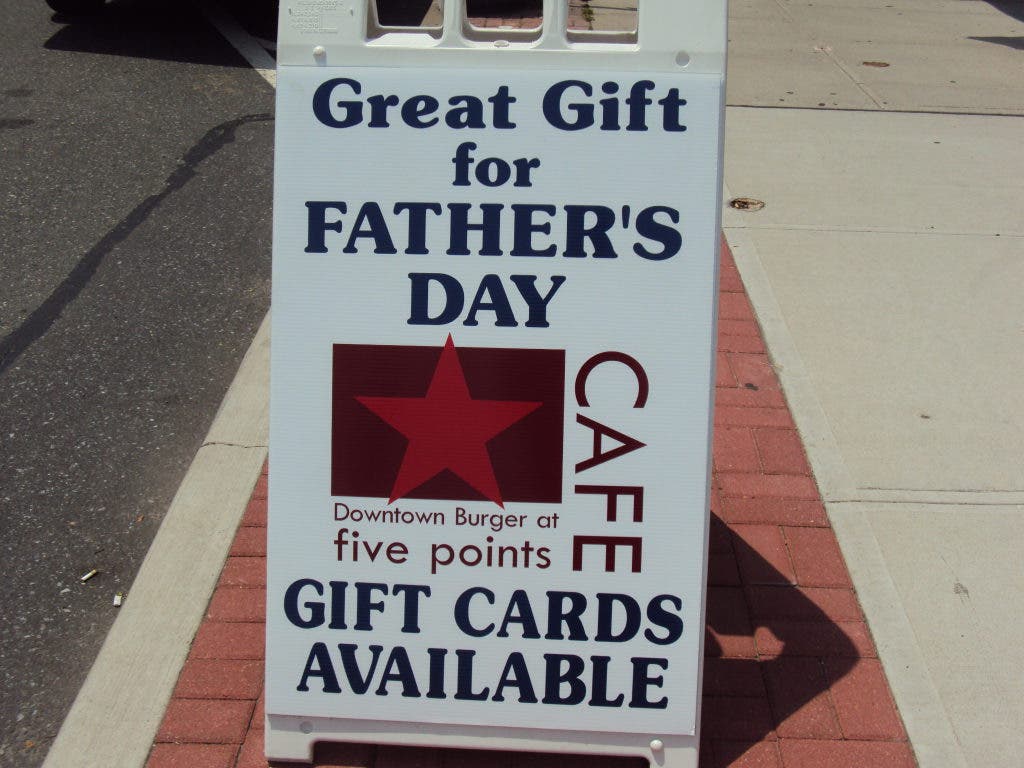 Great Gift
for
FATHER'S
DAY
CAFE
Downtown Burger at
five points
GIFT CARDS
AVAILABLE